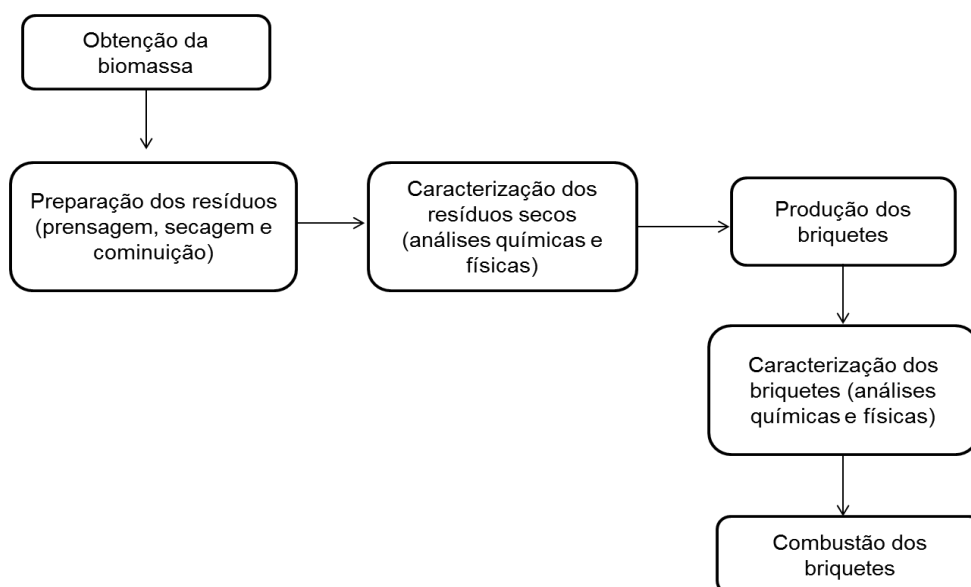 Obtenção da
biomassa
Preparação dos resíduos
(prensagem, secagem e
cominuição)
Caracterização dos
resíduos secos
(análises químicas e
físicas)
Produção dos
briquetes
Caracterização dos
briquetes (análises
químicas e físicas)
Combustão dos
briquetes